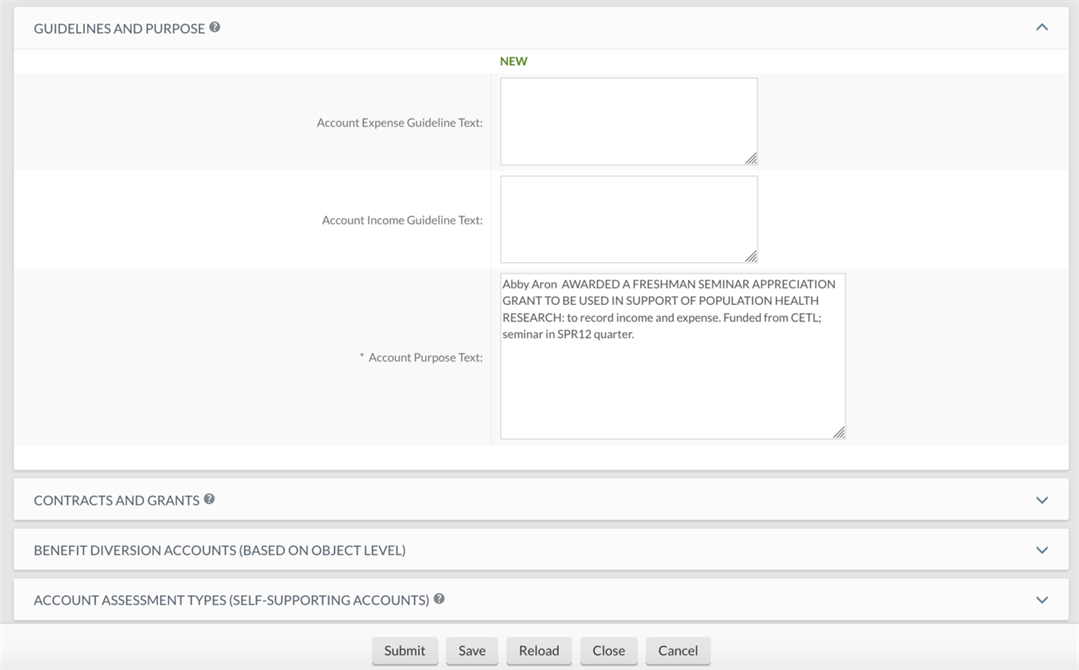 GUIDELINES AND PURPOSE ?
NEW
Account Expense Guideline Text:
Account Income Guideline Text:
* Account Purpose Text:
Abby Aron  AWARDED A FRESHMAN SEMINAR APPRECIATION
GRANT TO BE USED IN SUPPORT OF POPULATION HEALTH
RESEARCH: to record income and expense. Funded from CETL;
seminar in SPR12 quarter.
CONTRACTS AND GRANTS ?
BENEFIT DIVERSION ACCOUNTS (BASED ON OBJECT LEVEL)
ACCOUNT ASSESSMENT TYPES (SELF-SUPPORTING ACCOUNTS) ?
Submit Save Reload Close Cancel